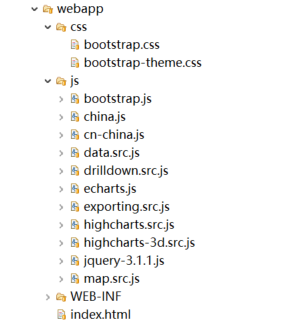 webapp
css
bootstrap.css
bootstrap-theme.css
js
bootstrap.js
china.js
cn-china.js
data.src.js
drilldown.src.js
echarts.js
exporting.src.js
highcharts.src.js
highcharts-3d.src.js
jquery-3.1.1.js
map.src.js
WEB-INF
index.html